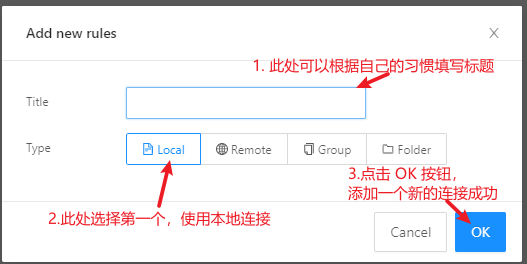 Add new rules
1. 此处可以根据自己的习惯填写标题
Title
Type
Local
Remote
Group
Folder
3.点击 OK 按钮，
添加一个新的连接成功
2.此处选择第一个，使用本地连接
Cancel
OK